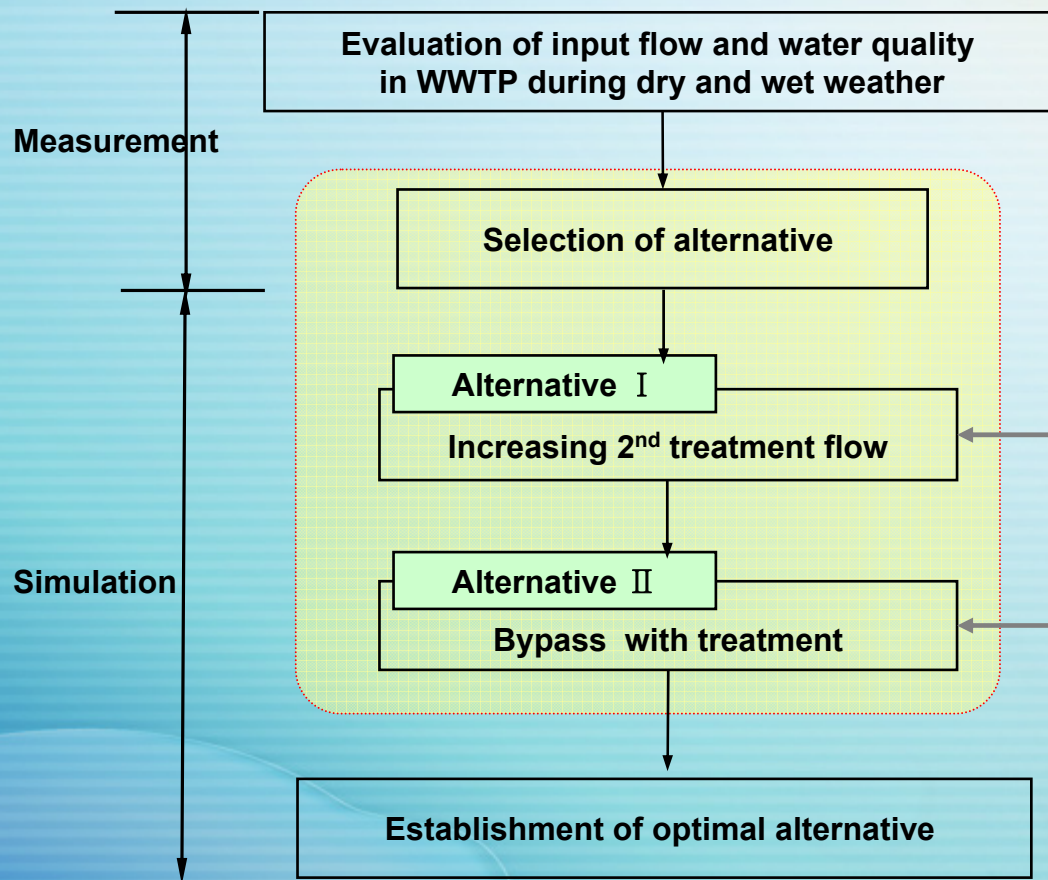 Evaluation of input flow and water quality
in WWTP during dry and wet weather
Measurement
Selection of alternative
Alternative Ⅰ
Increasing 2nd treatment flow
Simulation
Alternative Ⅱ
Bypass with treatment
Establishment of optimal alternative